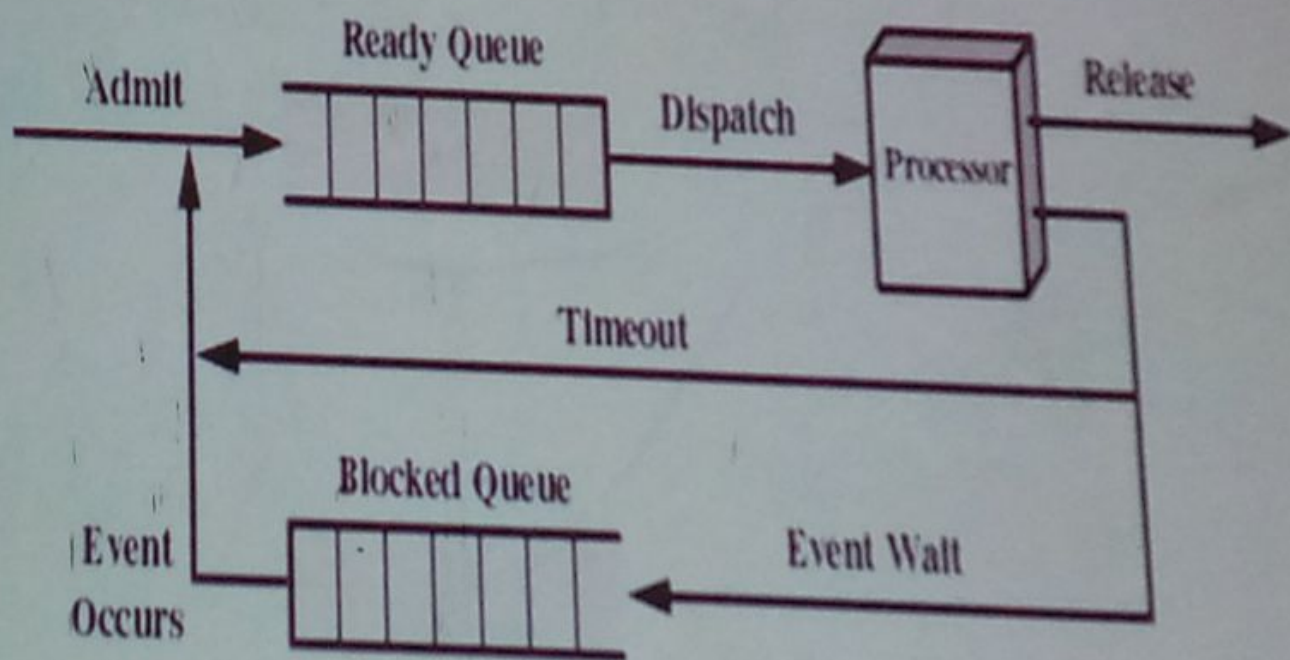 Ready Queue
Admit
Dispatch
Release
Processor
Timeout
Blocked Queue
Event
Occurs
Event Wait